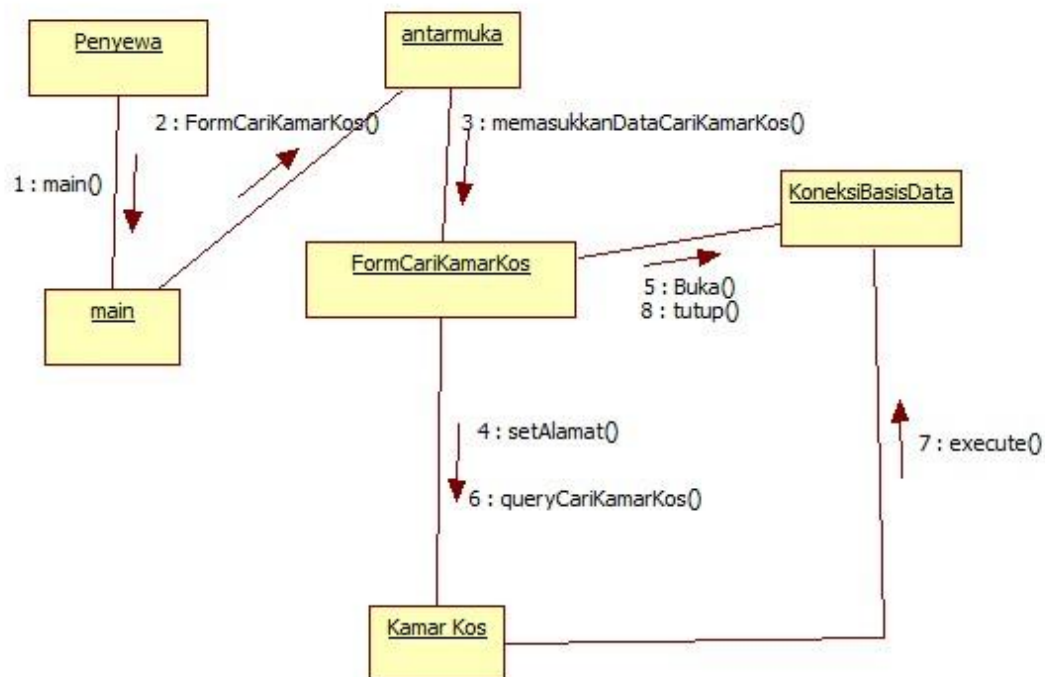 Penyewa
antarmuka
2 : FormCariKamarKos()
3 : memasukkanDataCariKamarKos()
1 : main()
KoneksiBasisData
FormCariKamarKos
5 : Buka()
8 : tutup()
main
4 : setAlamat()
7 : execute()
6 : queryCariKamarKos()
Kamar Kos